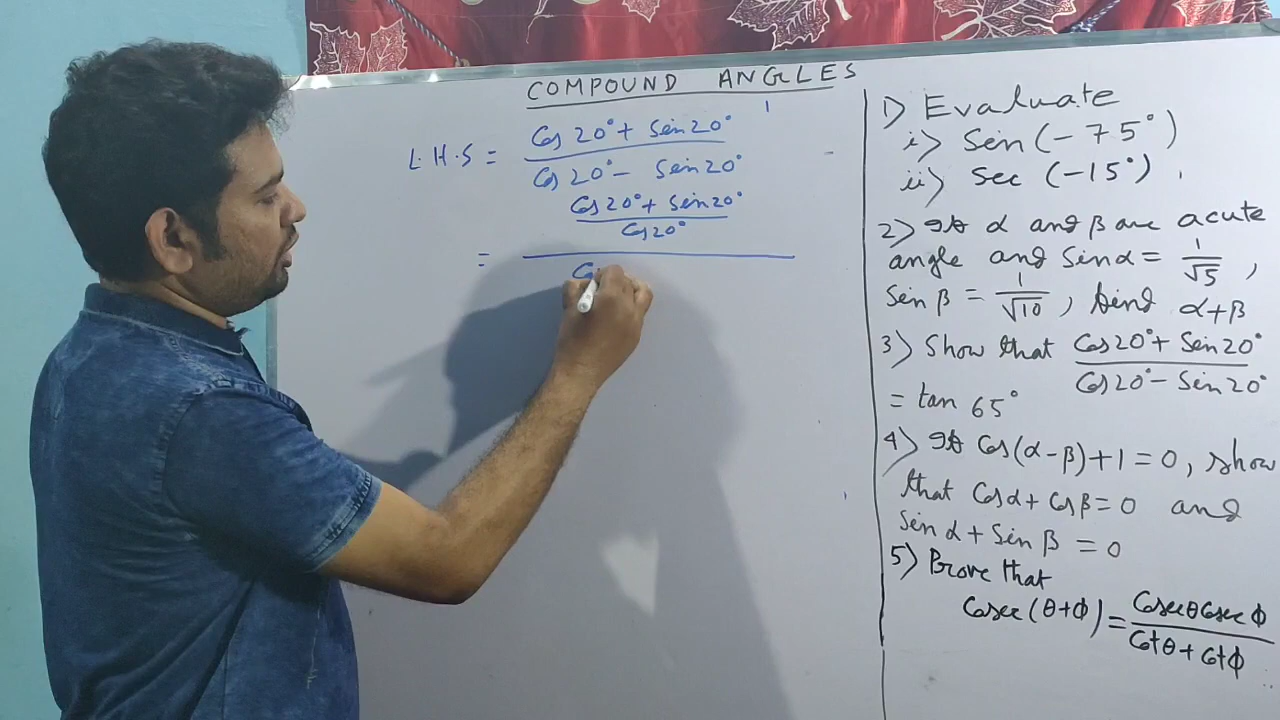 COMPOUND ANGLES
L.H.S = Cos 20° + Sin 20°
Cos 20° - Sin 20°
Cos 20° + Sin 20°
Cos 20°
=
1) Evaluate
i) Sin (-75°)
ii) Sec (-15°).
2) If α and β are acute
angle and Sin α = 1/√5,
Sin β = 1/√10, find α+β
3) Show that Cos 20° + Sin 20°
Cos 20° - Sin 20°
= tan 65°
4) If Cos(α-β)+1=0, show
that Cosα + Cosβ = 0 and
Sin α + Sin β = 0
5) Prove that
Cosec (θ+Φ) = Cosecθ Cosec Φ
Cotθ + CotΦ